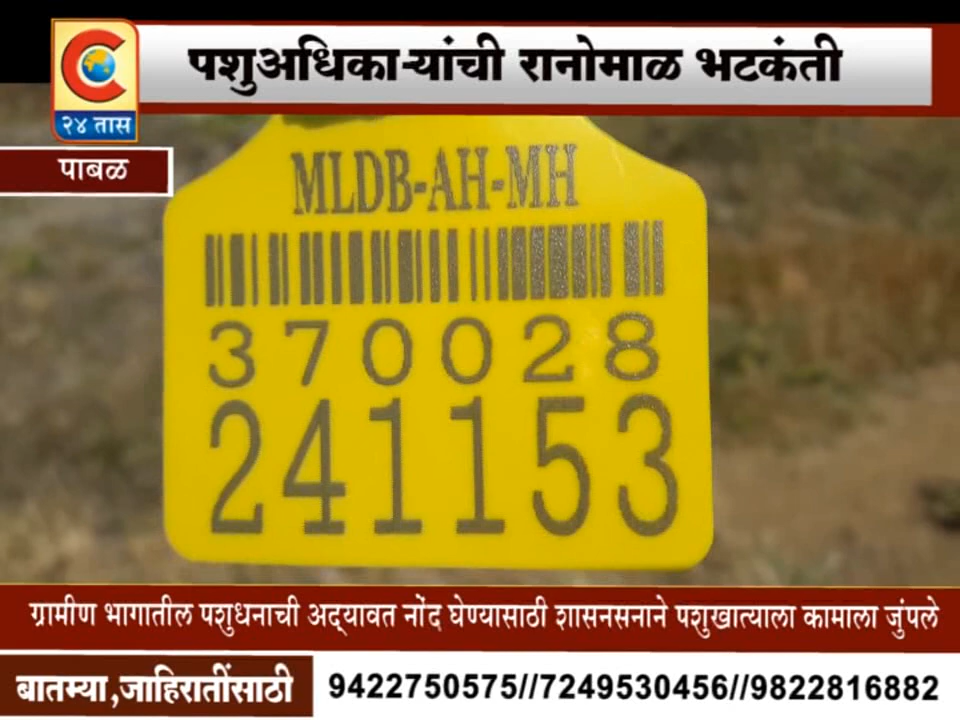 पशुअधिकाऱ्यांची रानोमाळ भटकंती
C
२४ तास
पाबळ
MLDB-AH-MH
370028
241153
ग्रामीण भागातील पशुधनाची अद्यावत नोंद घेण्यासाठी शासनसनाने पशुखात्याला कामाला जुंपले
बातम्या,जाहिरातींसाठी 9422750575//7249530456//9822816882